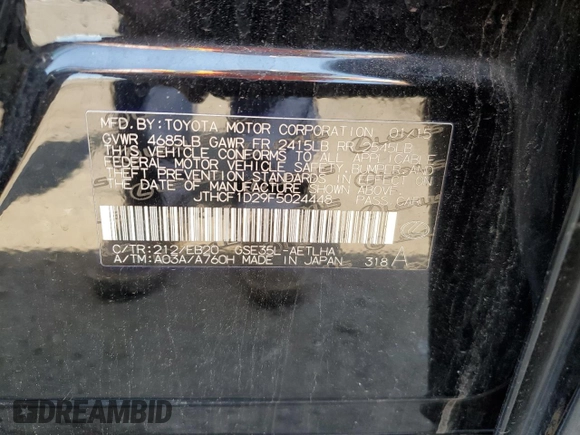 MFD. BY: TOYOTA MOTOR CORPORATION 01/15
GVWR 4685LB GAWR FR 2415LB RR 2545LB
THIS VEHICLE CONFORMS TO ALL APPLICABLE
FEDERAL MOTOR VEHICLE SAFETY, BUMPER, AND
THEFT PREVENTION STANDARDS IN EFFECT ON
THE DATE OF MANUFACTURE SHOWN ABOVE.
JTHCF1D29F5024448 PASS CAR
C/TR: 212/EB20 GSE35L-AETLHA
A/TM: A03A/A760H MADE IN JAPAN 318A
DREAMBID